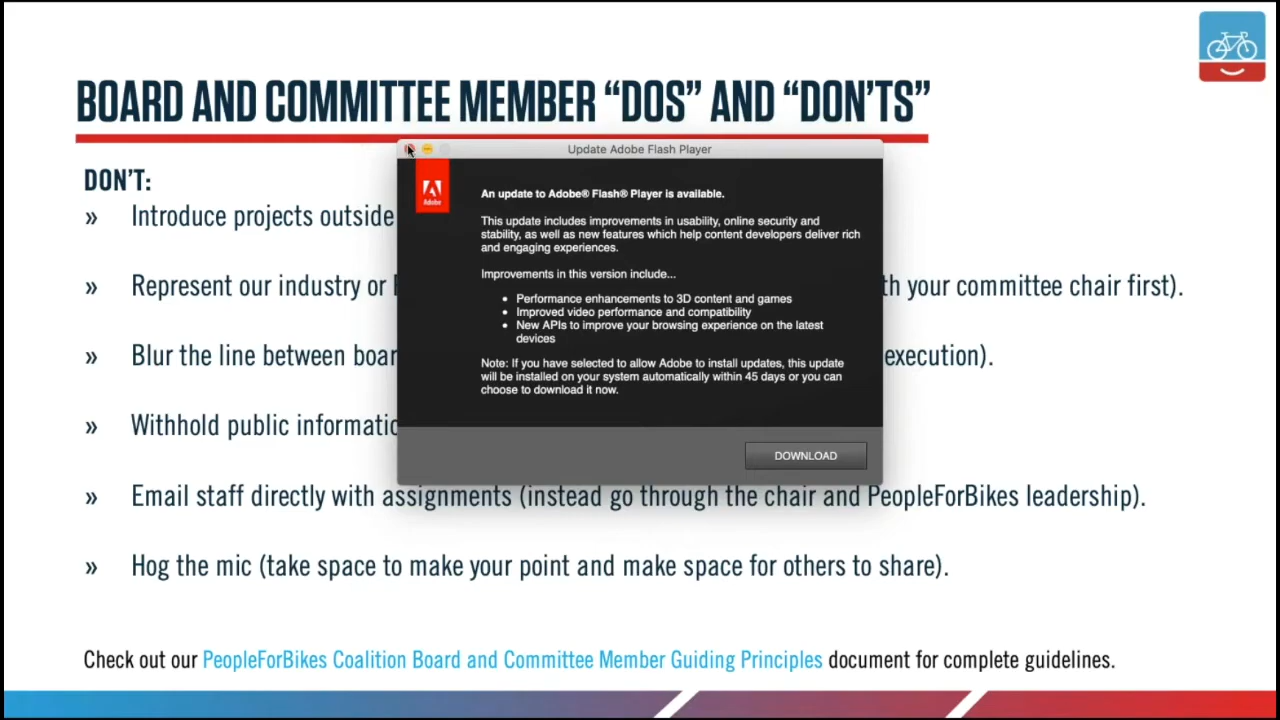 BOARD AND COMMITTEE MEMBER “DOS” AND “DON’TS”
DON’T:
» Introduce projects outside
» Represent our industry or
th your committee chair first).
» Blur the line between boar
execution).
» Withhold public informatio
» Email staff directly with assignments (instead go through the chair and PeopleForBikes leadership).
» Hog the mic (take space to make your point and make space for others to share).
Check out our PeopleForBikes Coalition Board and Committee Member Guiding Principles document for complete guidelines.
Update Adobe Flash Player
Adobe
An update to Adobe® Flash® Player is available.
This update includes improvements in usability, online security and
stability, as well as new features which help content developers deliver rich
and engaging experiences.
Improvements in this version include...
• Performance enhancements to 3D content and games
• Improved video performance and compatibility
• New APIs to improve your browsing experience on the latest
devices
Note: If you have selected to allow Adobe to install updates, this update
will be installed on your system automatically within 45 days or you can
choose to download it now.
DOWNLOAD